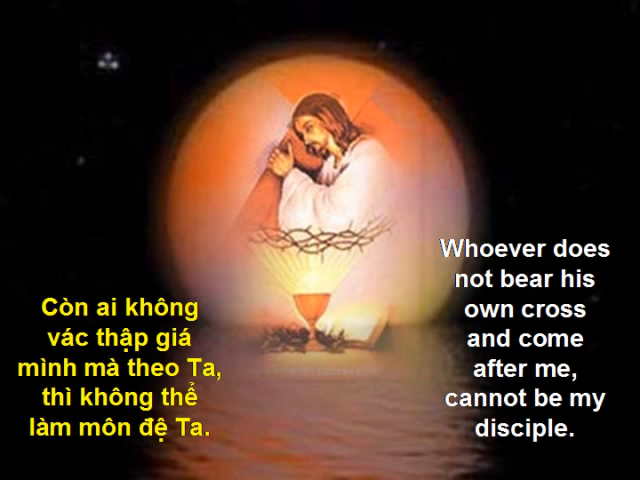 Còn ai không
vác thập giá
mình mà theo Ta,
thì không thể
làm môn đệ Ta.
Whoever does
not bear his
own cross
and come
after me,
cannot be my
disciple.